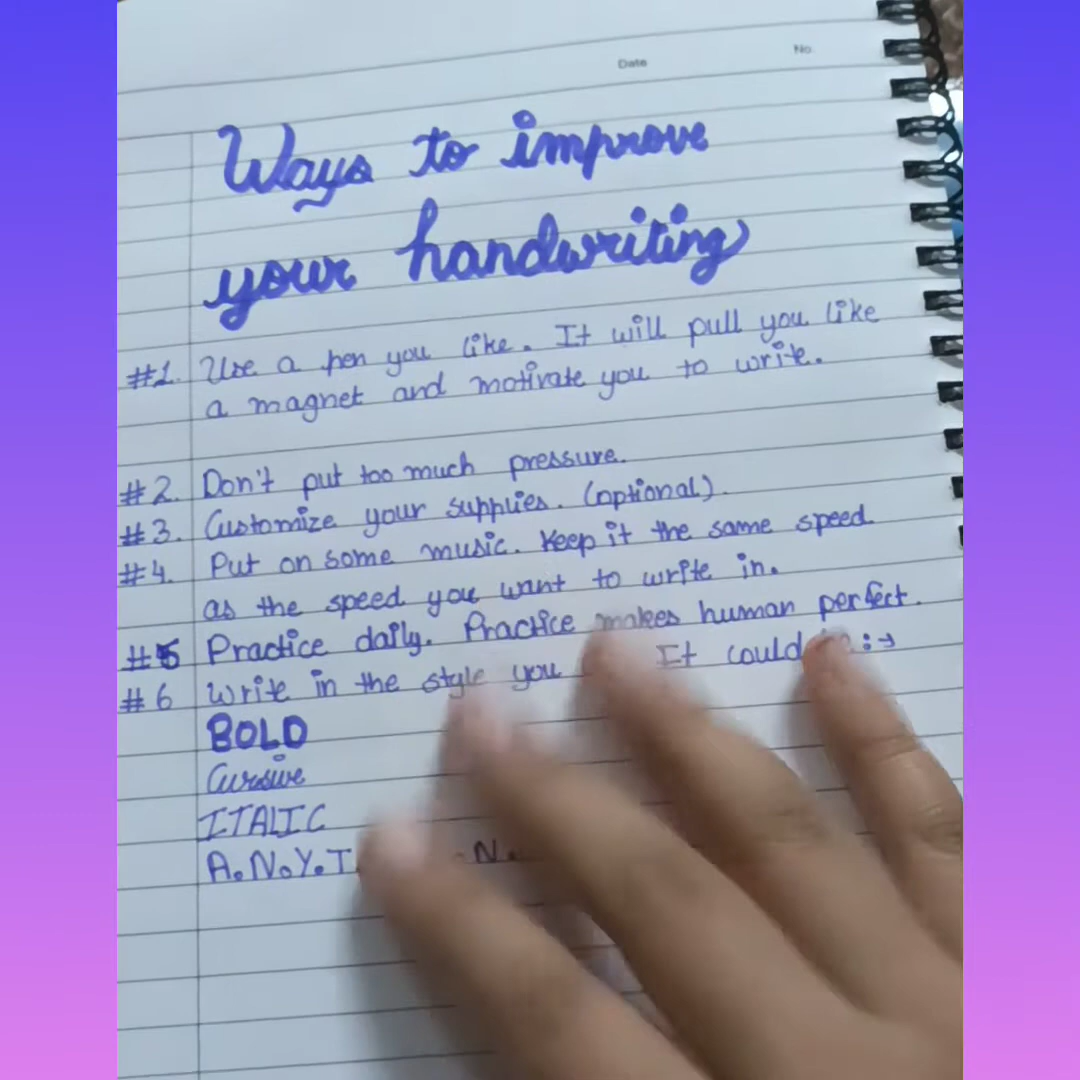 No.
Date
Ways to improve
your handwriting
#1. Use a pen you like. It will pull you like
a magnet and motivate you to write.
#2. Don't put too much pressure.
#3. Customize your supplies. (optional).
#4. Put on some music. Keep it the same speed
as the speed you want to write in.
#5 Practice daily. Practice makes human perfect.
#6 Write in the style you It could :→
BOLD
Cursive
ITALIC
A.N.Y.T. N.